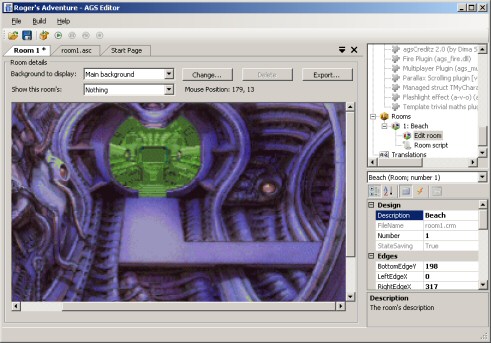 Roger's Adventure - AGS Editor
File Build Help
Room 1 * room1.asc Start Page
Room details
Background to display: Main background Change... Delete Export...
Show this room's: Nothing Mouse Position: 179, 13
agsCreditz 2.0 (by Dima S
Fire Plugin (ags_fire.dll)
Multiplayer Plugin (ags_mu
Parallax Scrolling plugin [v
Managed struct TMyChara
Flashlight effect (a-v-o) (a
Template trivial maths plu
Rooms
1: Beach
Edit room
Room script
Translations
Beach (Room; number 1)
Design
Description Beach
FileName room1.crm
Number 1
StateSaving True
Edges
BottomEdgeY 198
LeftEdgeX 0
RightEdgeX 317
Description
The room's description